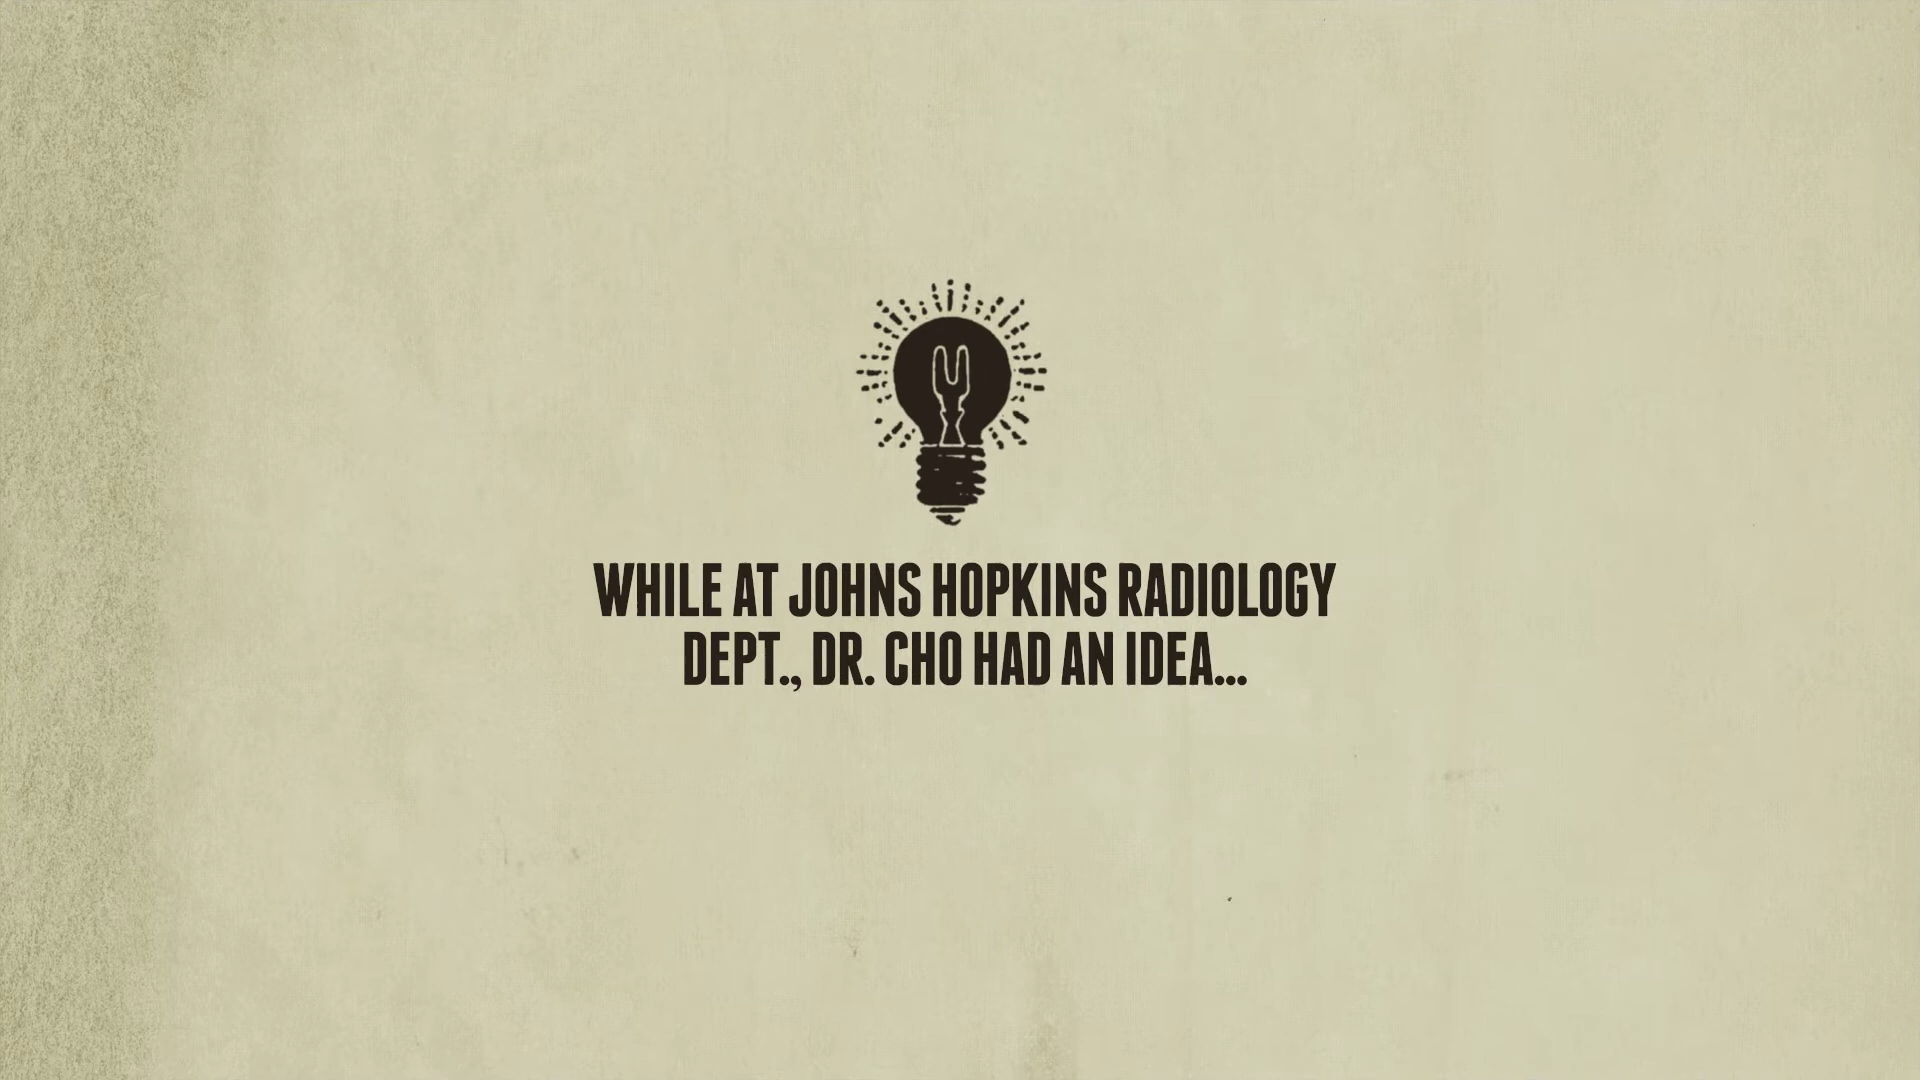 WHILE AT JOHNS HOPKINS RADIOLOGY
DEPT., DR. CHO HAD AN IDEA...